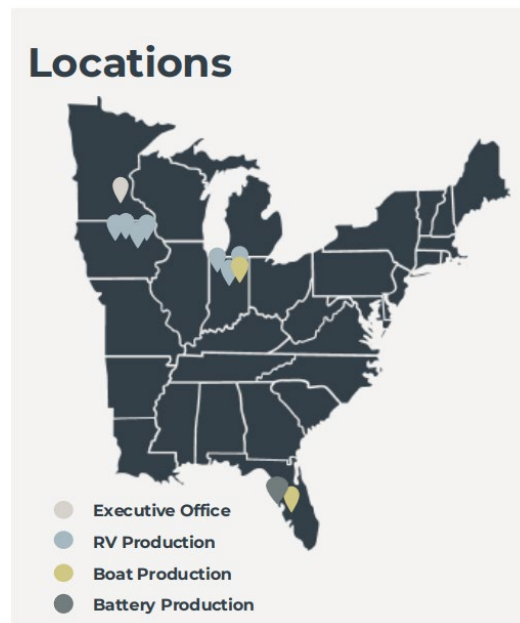 Locations
Executive Office
RV Production
Boat Production
Battery Production